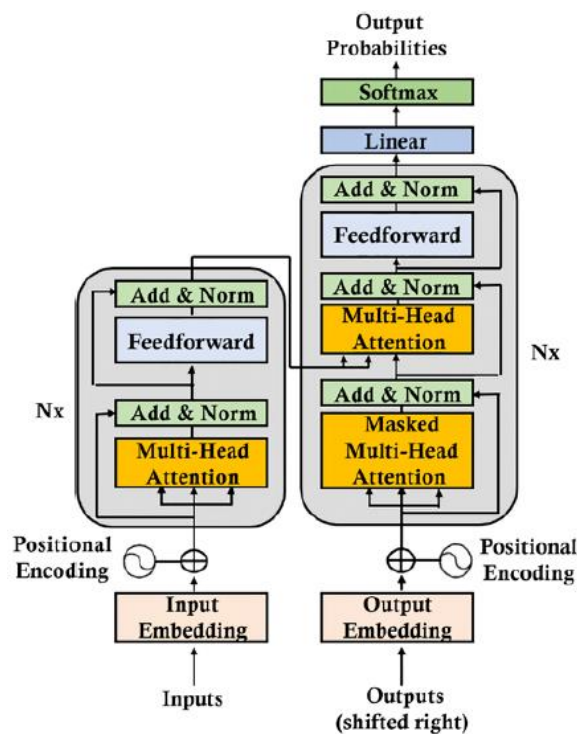 Output
Probabilities
Softmax
Linear
Add & Norm
Feedforward
Add & Norm
Multi-Head
Attention
Nx
Add & Norm
Masked
Multi-Head
Attention
Add & Norm
Feedforward
Nx
Add & Norm
Multi-Head
Attention
Positional
Encoding
Positional
Encoding
Input
Embedding
Output
Embedding
Inputs
Outputs
(shifted right)